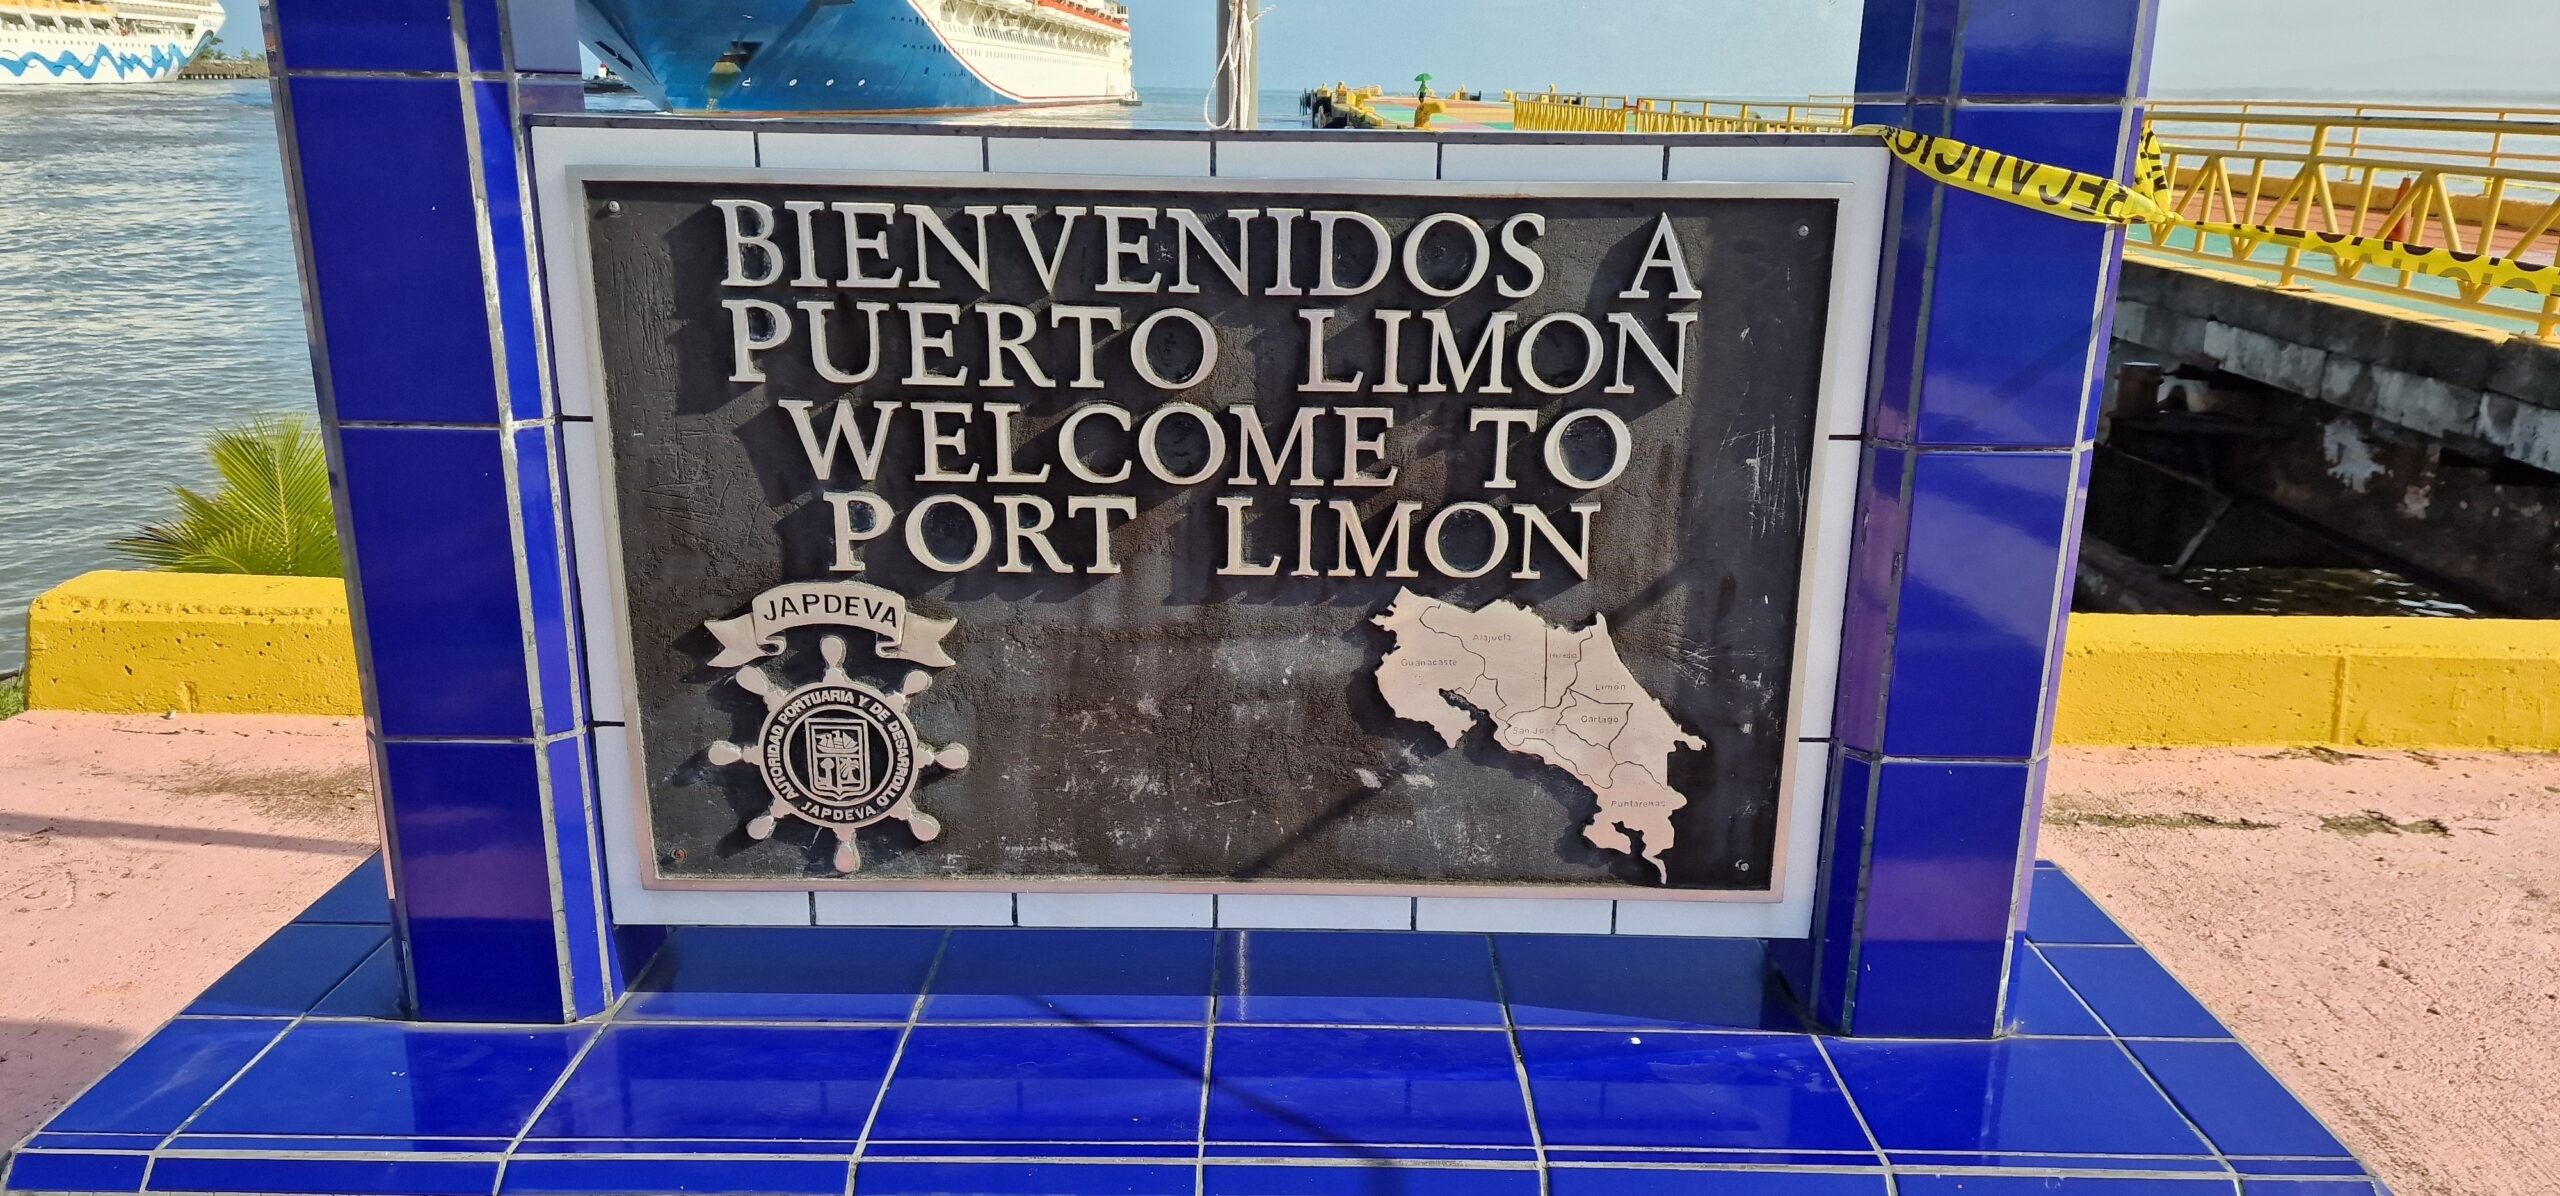 BIENVENIDOS A
PUERTO LIMON
WELCOME TO
PORT LIMON
JAPDEVA
AUTORIDAD PORTUARIA Y DE DESARROLLO
JAPDEVA
Alajuela
Heredia
Guanacaste
Limón
Cartago
San José
Puntarenas
PRECAUCION